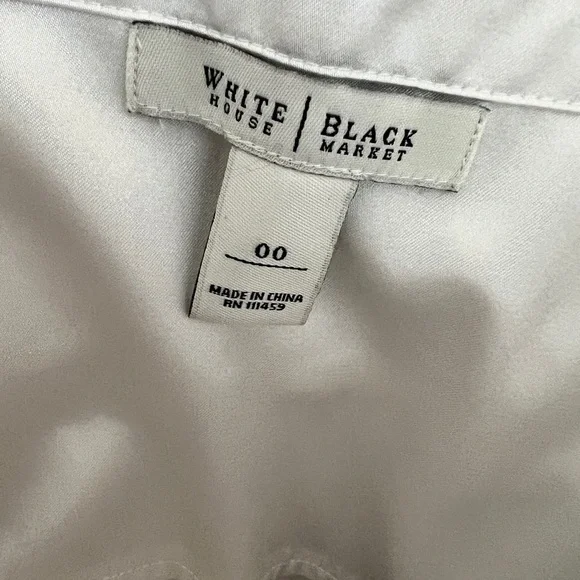 WHITE HOUSE | BLACK MARKET
00
MADE IN CHINA
RN 111459